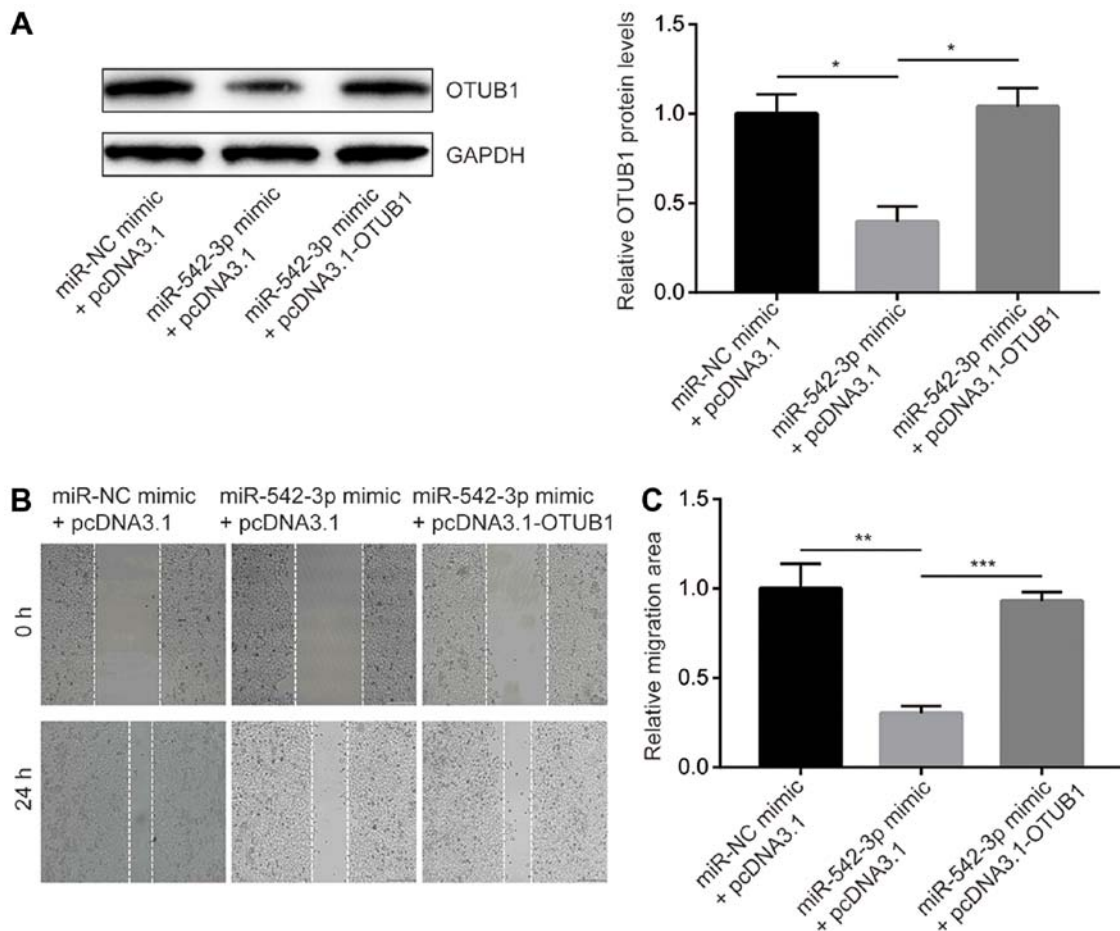 A
OTUB1
GAPDH
miR-NC mimic
+ pcDNA3.1
miR-542-3p mimic
+ pcDNA3.1
miR-542-3p mimic
+ pcDNA3.1-OTUB1
Relative OTUB1 protein levels
1.5
1.0
0.5
0.0
*
*
miR-NC mimic
+ pcDNA3.1
miR-542-3p mimic
+ pcDNA3.1
miR-542-3p mimic
+ pcDNA3.1-OTUB1
B
miR-NC mimic
+ pcDNA3.1
miR-542-3p mimic
+ pcDNA3.1
miR-542-3p mimic
+ pcDNA3.1-OTUB1
0 h
24 h
C
Relative migration area
1.5
1.0
0.5
0.0
**
***
miR-NC mimic
+ pcDNA3.1
miR-542-3p mimic
+ pcDNA3.1
miR-542-3p mimic
+ pcDNA3.1-OTUB1